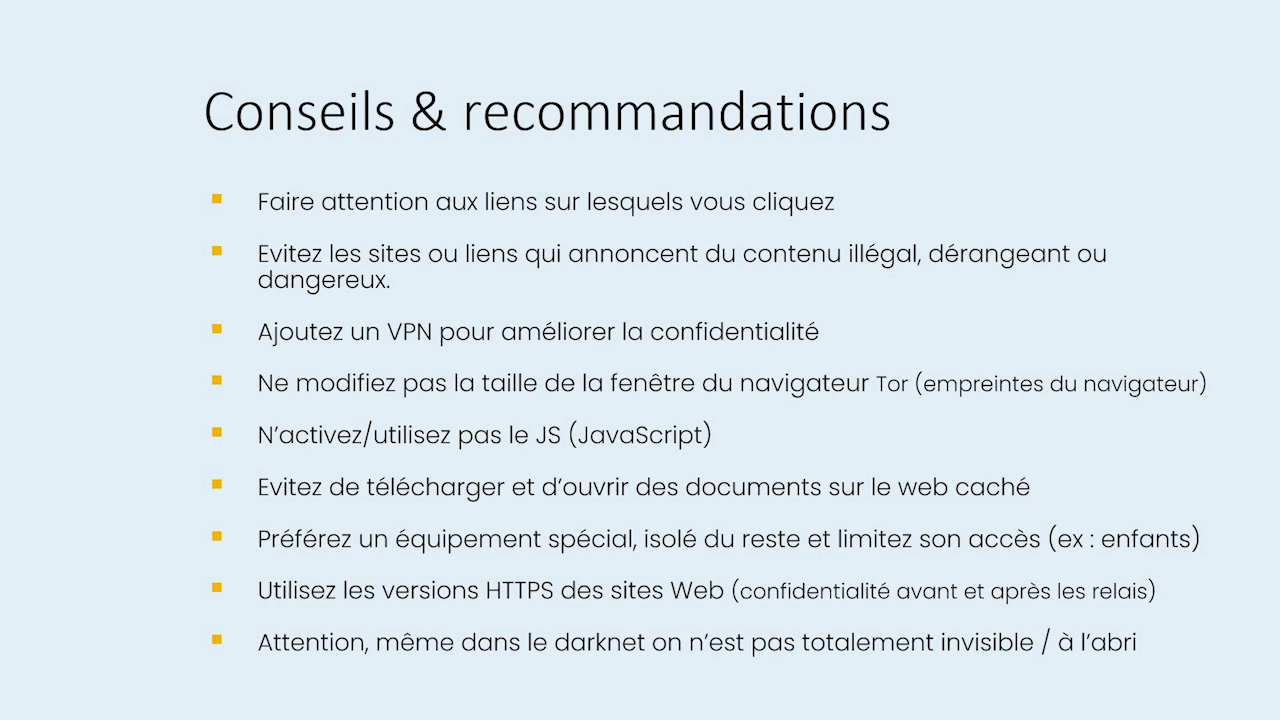 Conseils & recommandations
Faire attention aux liens sur lesquels vous cliquez
Evitez les sites ou liens qui annoncent du contenu illégal, dérangeant ou
dangereux.
Ajoutez un VPN pour améliorer la confidentialité
Ne modifiez pas la taille de la fenêtre du navigateur Tor (empreintes du navigateur)
N’activez/utilisez pas le JS (JavaScript)
Evitez de télécharger et d’ouvrir des documents sur le web caché
Préférez un équipement spécial, isolé du reste et limitez son accès (ex : enfants)
Utilisez les versions HTTPS des sites Web (confidentialité avant et après les relais)
Attention, même dans le darknet on n’est pas totalement invisible / à l’abri